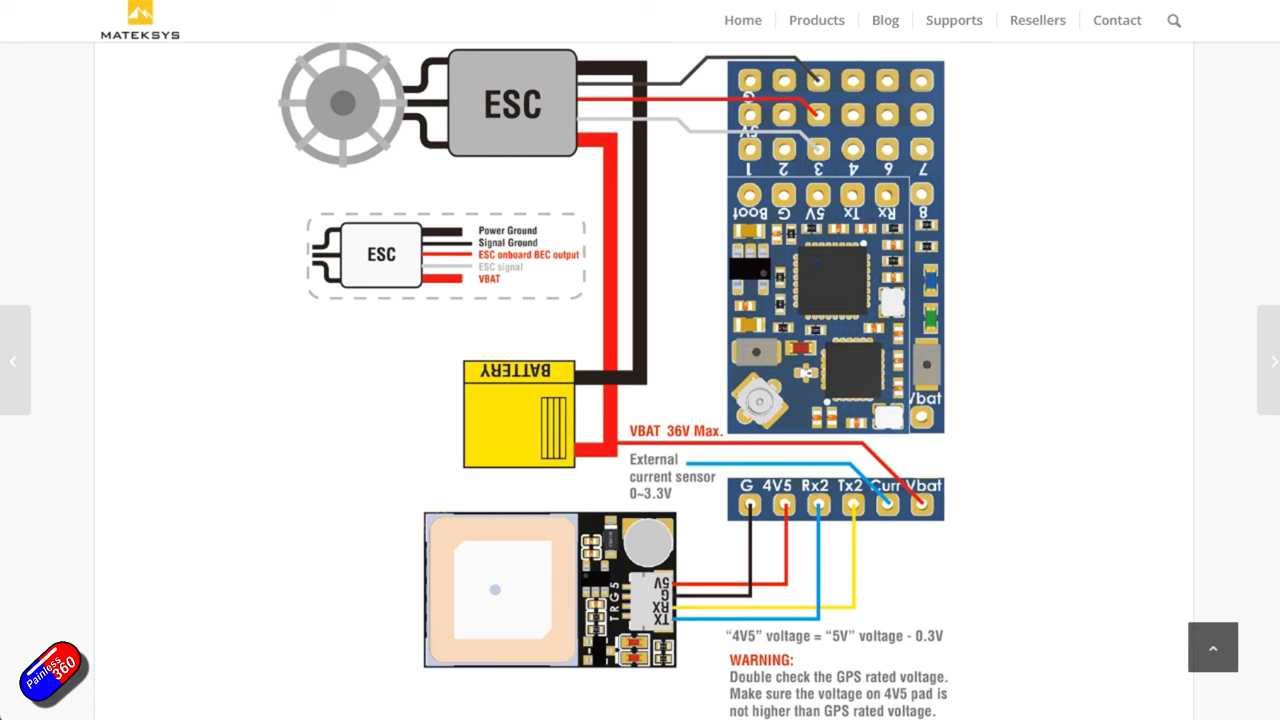 MATEKSYS
Home
Products
Blog
Supports
Resellers
Contact
ESC
G
5V
1 2 3 4 6 7
Boot G 5V Tx Rx 8
ESC
Power Ground
Signal Ground
ESC onboard BEC output
ESC signal
VBAT
BATTERY
Vbat
VBAT 36V Max.
External
current sensor
0~3.3V
G 4V5 Rx2 Tx2 Curr Vbat
5V
G
RX
TX
"4V5" voltage = "5V" voltage - 0.3V
WARNING:
Double check the GPS rated voltage.
Make sure the voltage on 4V5 pad is
not higher than GPS rated voltage.
Painless
360